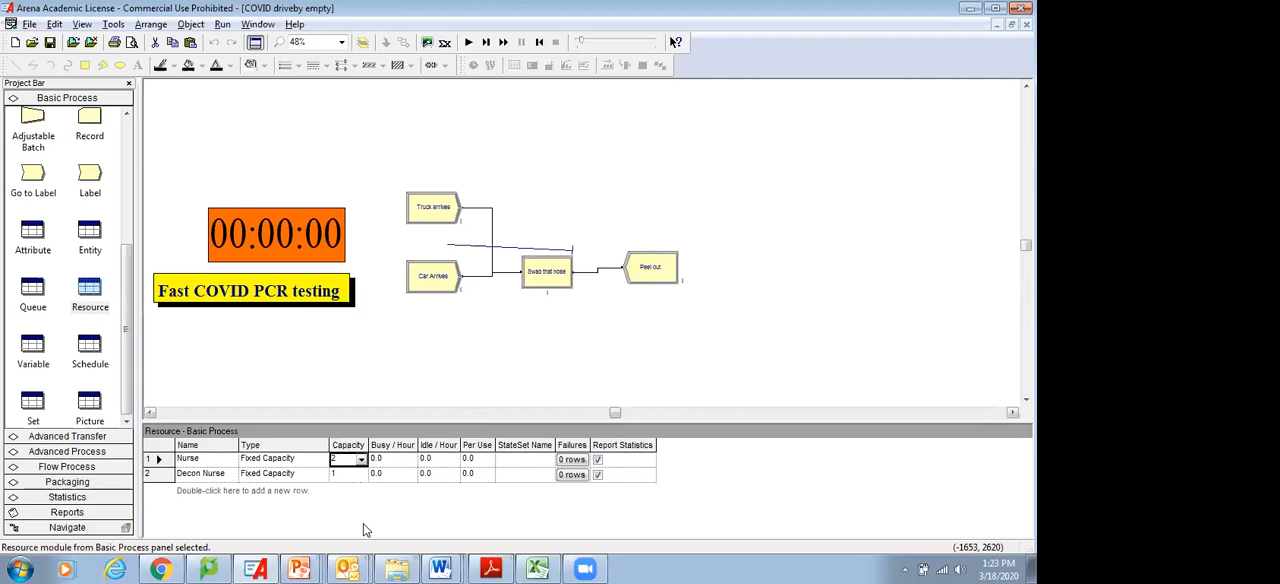 Arena Academic License - Commercial Use Prohibited - [COVID driveby empty]
File Edit View Tools Arrange Object Run Window Help
48%
Project Bar
Basic Process
Adjustable Batch
Record
Go to Label
Label
Attribute
Entity
Queue
Resource
Variable
Schedule
Set
Picture
Advanced Transfer
Advanced Process
Flow Process
Packaging
Statistics
Reports
Navigate
00:00:00
Fast COVID PCR testing
Truck arrives
Car Arrives
Swab that nose
Peel out
Resource - Basic Process
Name Type Capacity Busy / Hour Idle / Hour Per Use StateSet Name Failures Report Statistics
1 Nurse Fixed Capacity 2 0.0 0.0 0.0 0 rows
2 Decon Nurse Fixed Capacity 1 0.0 0.0 0.0 0 rows
Double-click here to add a new row.
Resource module from Basic Process panel selected.
(-1653, 2620)
1:23 PM
3/18/2020